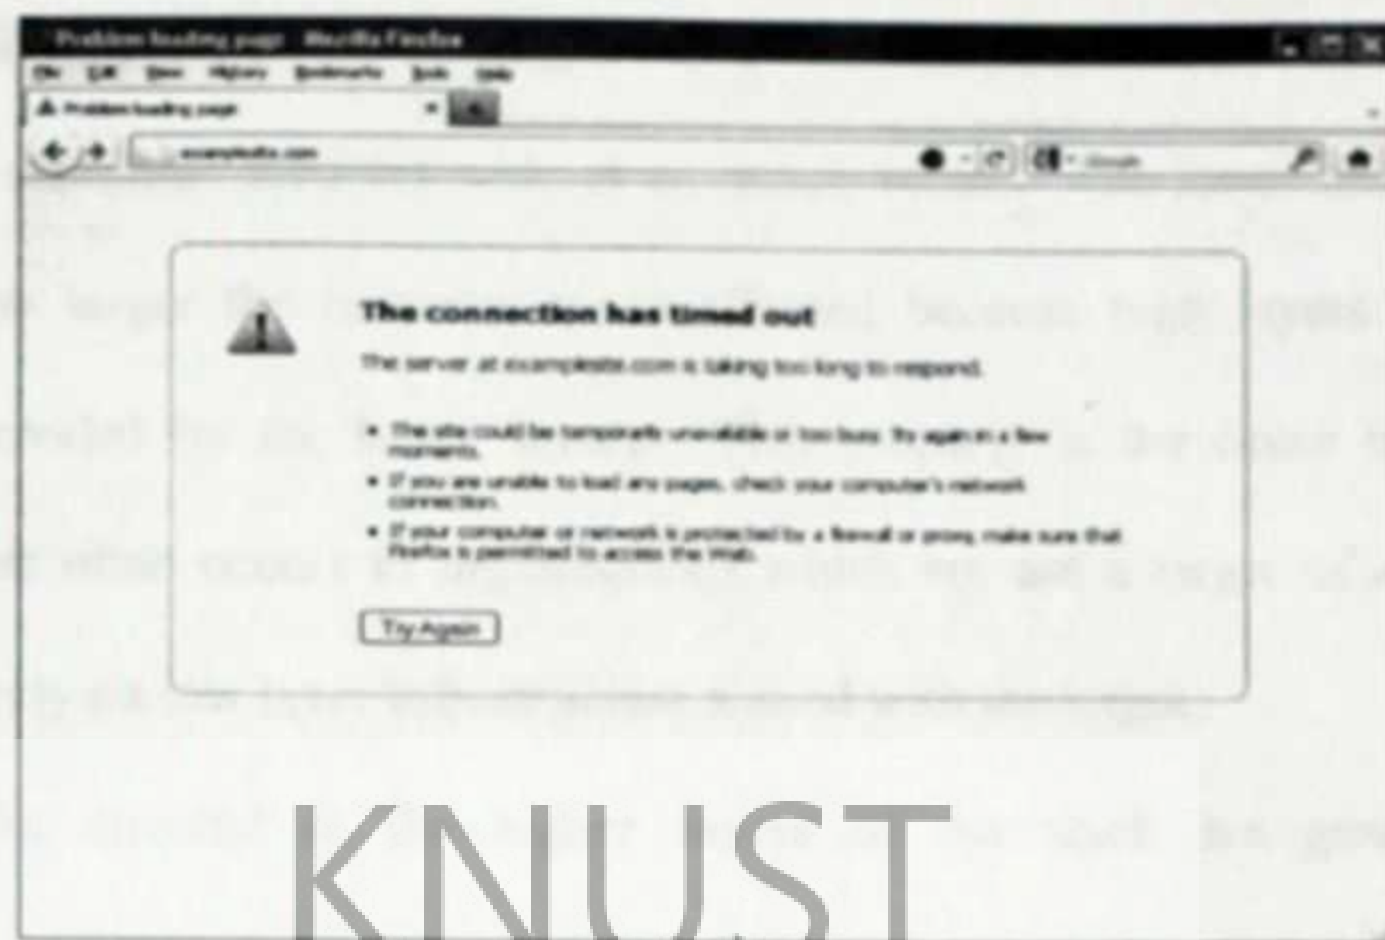 Problem loading page Mozilla Firefox
File Edit View History Bookmarks Tools Help
Problem loading page
examplesite.com
Google
The connection has timed out
The server at examplesite.com is taking too long to respond.
• The site could be temporarily unavailable or too busy. Try again in a few
moments.
• If you are unable to load any pages, check your computer's network
connection.
• If your computer or network is protected by a firewall or proxy, make sure that
Firefox is permitted to access the Web.
Try Again
KNUST